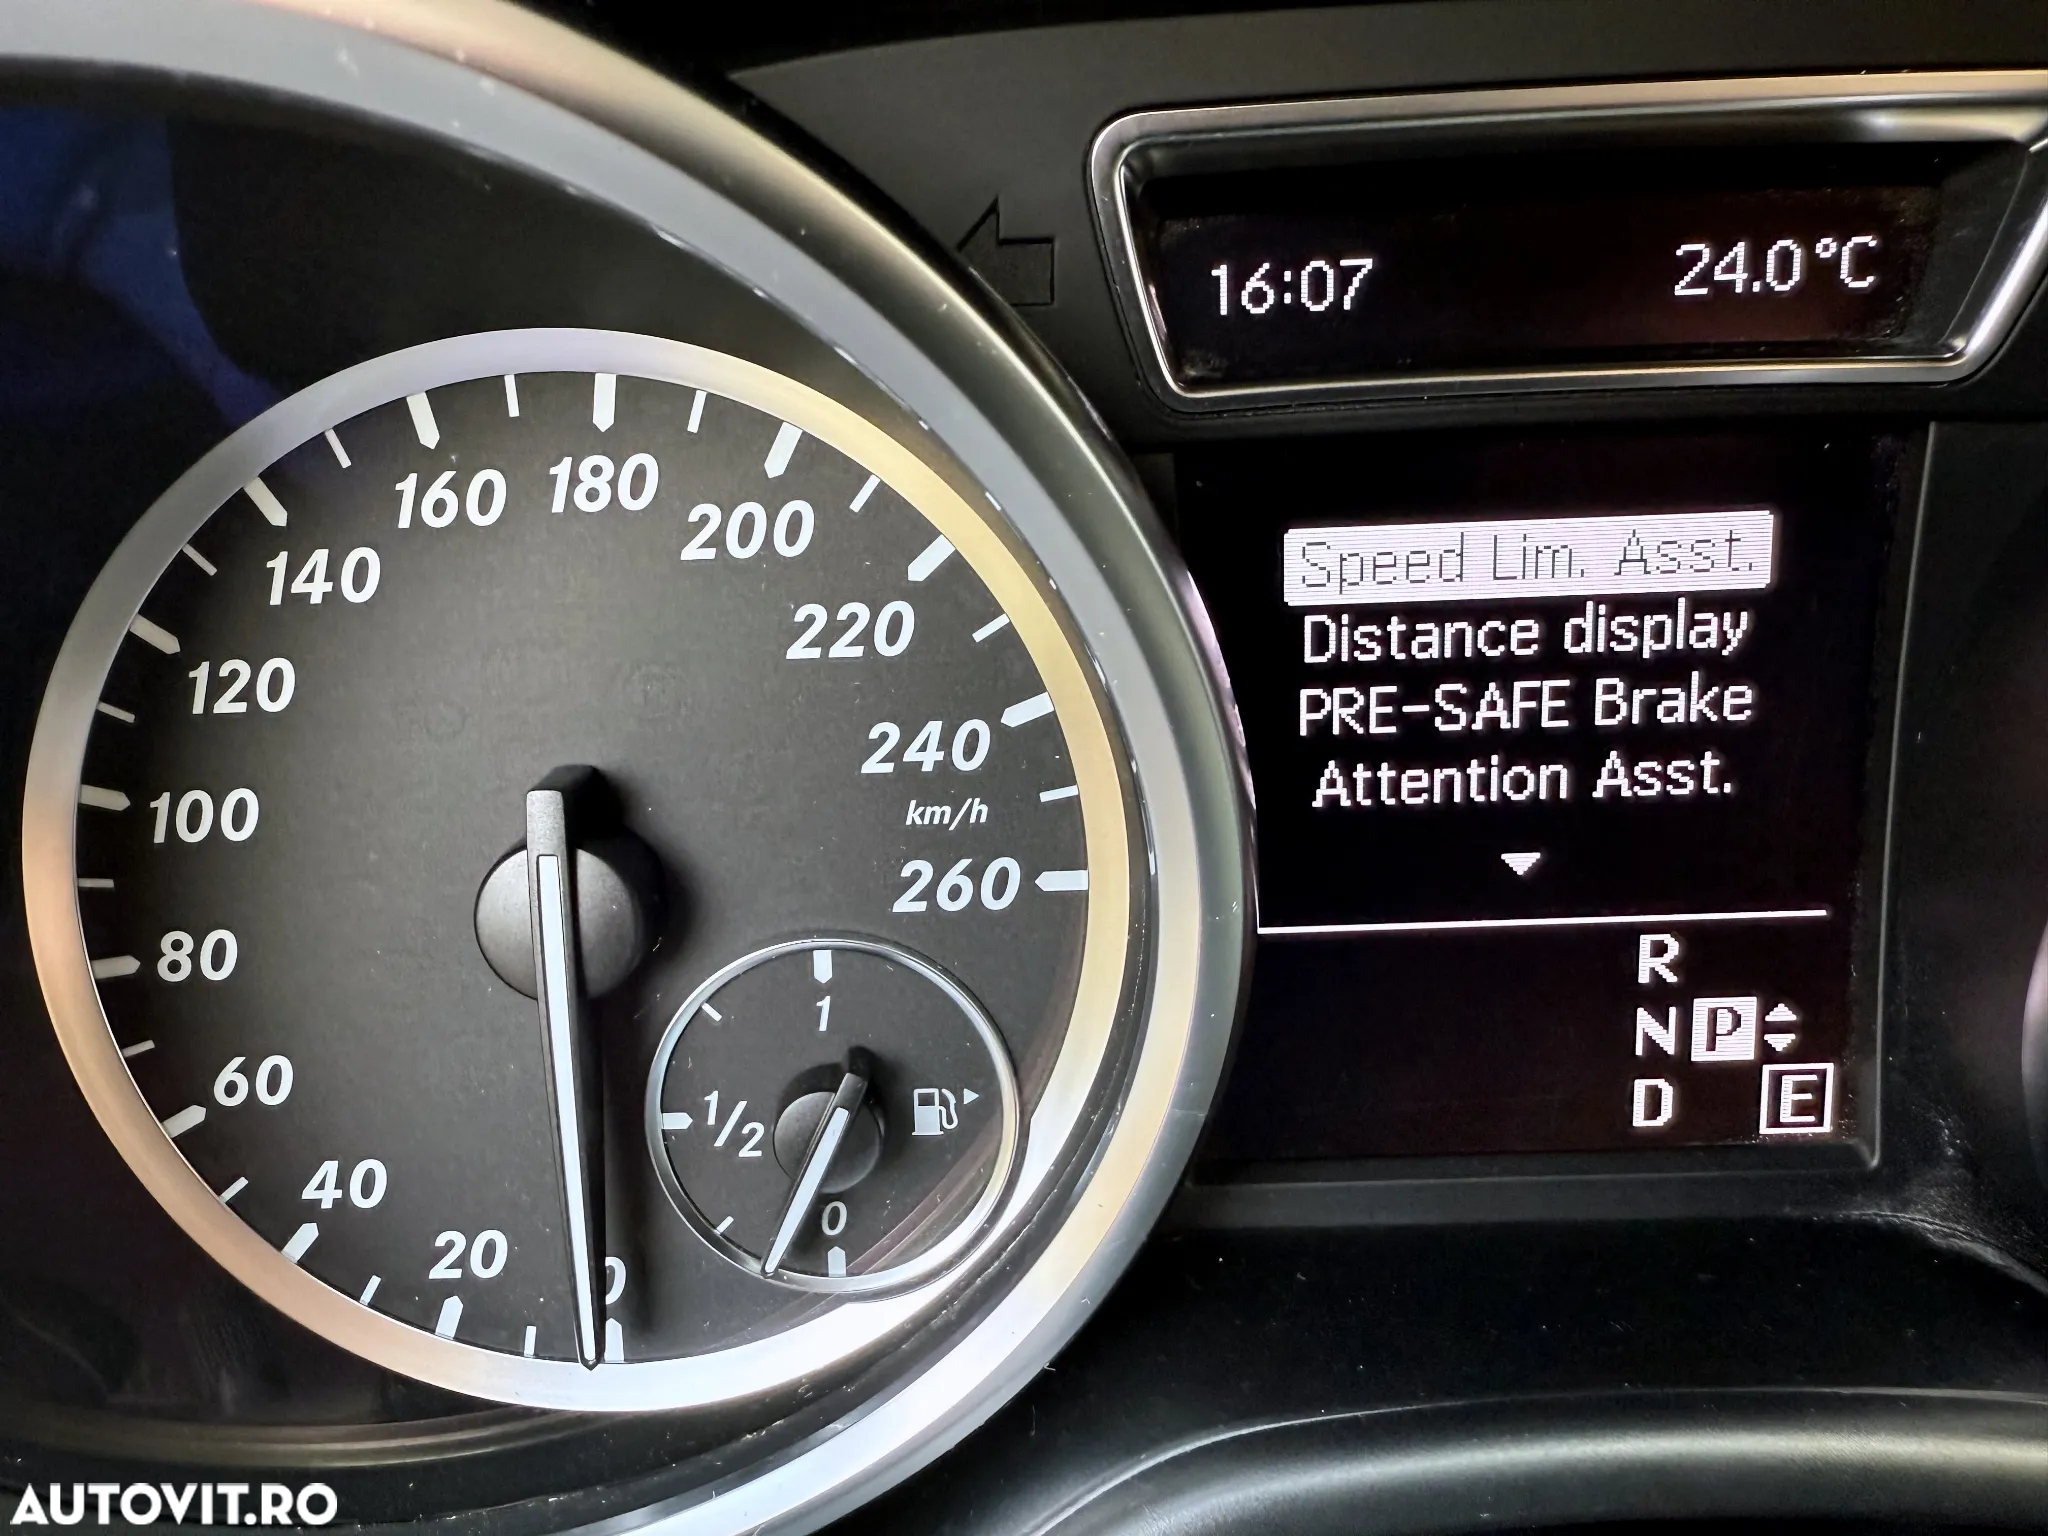 16:07 24.0°C
Speed Lim. Asst.
Distance display
PRE-SAFE Brake
Attention Asst.
R
N P
D E
180
160 200
140
220
120
240
km/h
100
260
80
60
40
20
0
1
1/2
0
AUTOVIT.RO